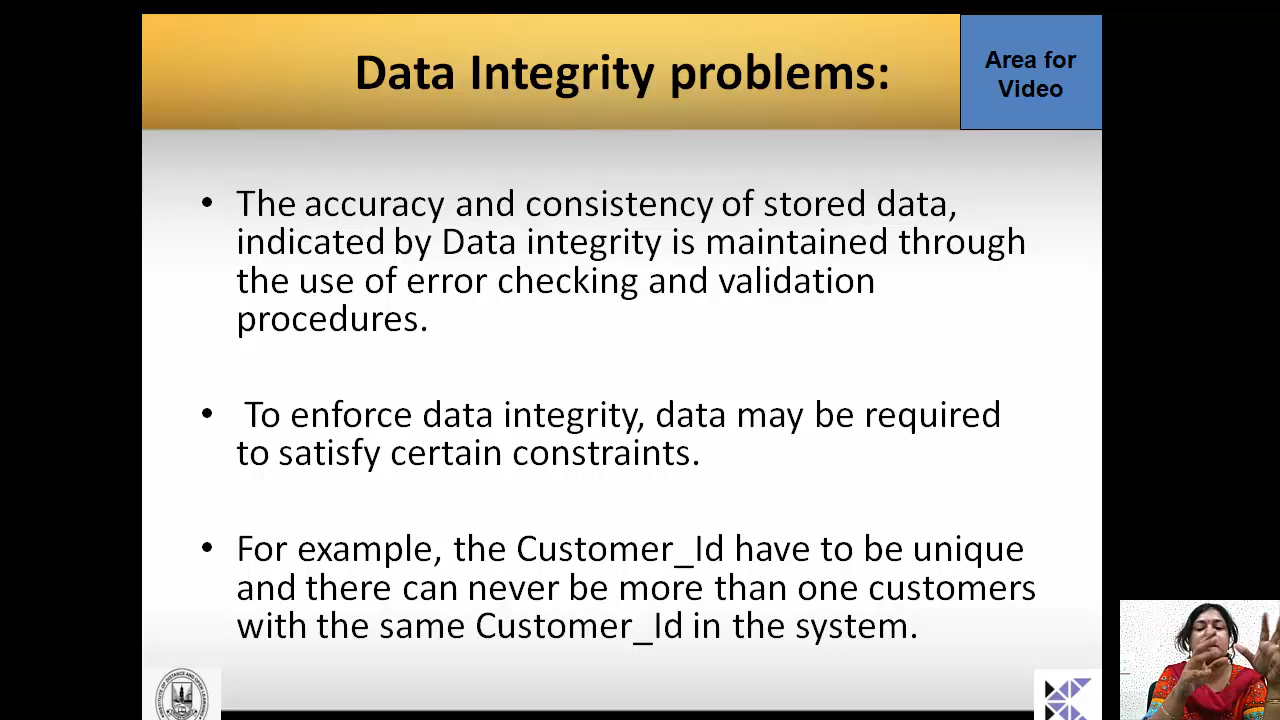 Data Integrity problems:
Area for
Video
• The accuracy and consistency of stored data,
indicated by Data integrity is maintained through
the use of error checking and validation
procedures.
• To enforce data integrity, data may be required
to satisfy certain constraints.
• For example, the Customer_Id have to be unique
and there can never be more than one customers
with the same Customer_Id in the system.